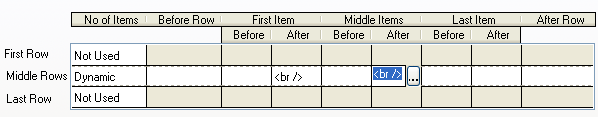 No of Items Before Row First Item Middle Items Last Item After Row
Before After Before After Before After
First Row Not Used
Middle Rows Dynamic <br /> <br /> ...
Last Row Not Used